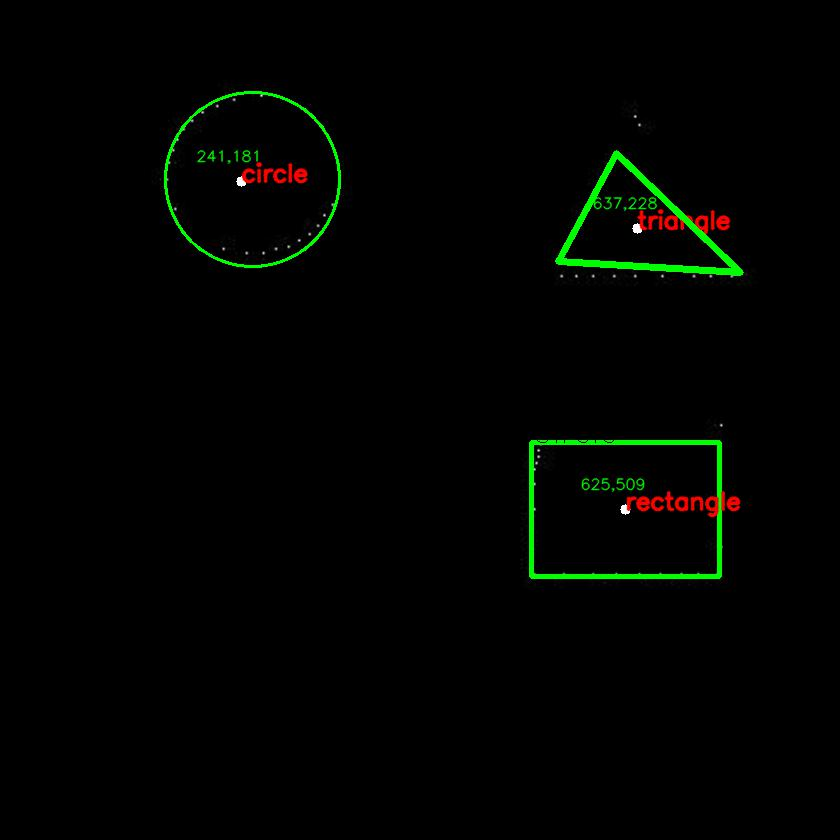 241,181
circle
637,228
triangle
625,509
rectangle